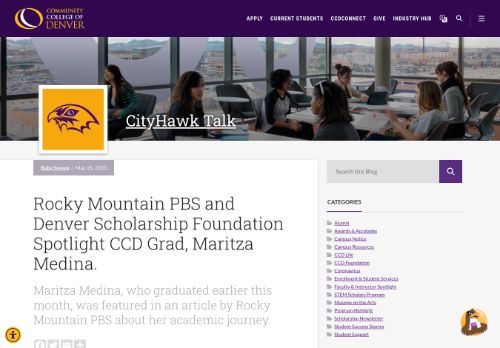 COMMUNITY
COLLEGE OF
DENVER
APPLY CURRENT STUDENTS CCDCONNECT GIVE INDUSTRY HUB
CityHawk Talk
May 26, 2023
Search this Blog
Rocky Mountain PBS and
Denver Scholarship Foundation
Spotlight CCD Grad, Maritza
Medina.
Maritza Medina, who graduated earlier this
month, was featured in an article by Rocky
Mountain PBS about her academic journey.
CATEGORIES
Alumni
Awards & Accolades
Campus Notice
Campus Resources
CCD Life
CCD Foundation
Coronavirus
Enrollment & Student Services
Faculty & Instructor Spotlight
STEM Scholars Program
Musings on the Arts
Program Highlight
Scholarship Newsletter
Student Success Stories
Student Support